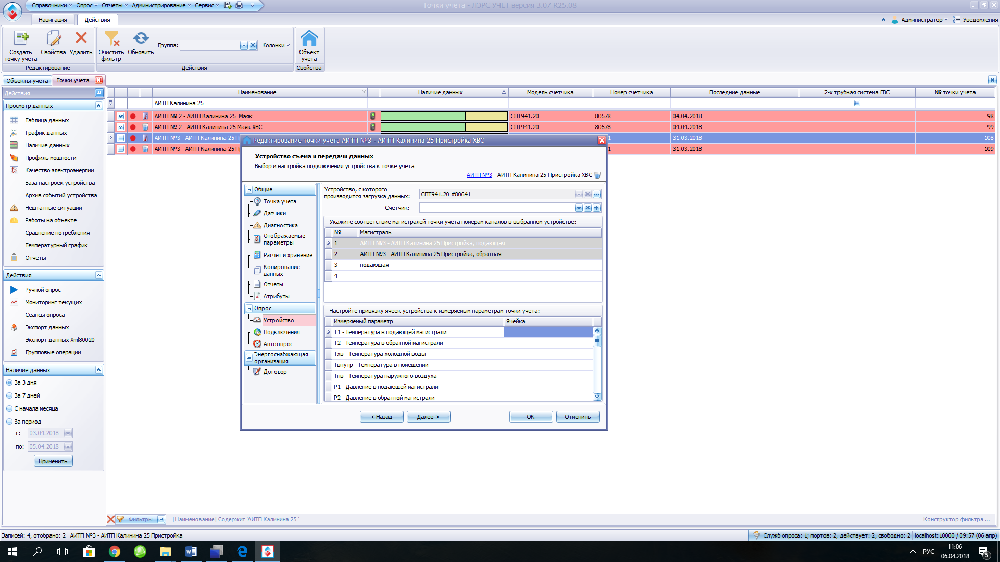 Точки учета - ЛЭРС УЧЕТ версия 3.07 R25.08
Справочники Опрос Отчеты Администрирование Сервис
Навигация Действия
Администратор Уведомления
Создать точку учёта
Свойства
Удалить
Очистить фильтр
Обновить
Группа:
Колонки
Объект учёта
Редактирование Действия Свойства
Объекты учета Точки учета
Действия
Просмотр данных
Таблица данных
График данных
Наличие данных
Профиль мощности
Качество электроэнергии
База настроек устройства
Архив событий устройства
Нештатные ситуации
Работы на объекте
Сравнение потребления
Температурный график
Отчеты
Действия
Ручной опрос
Мониторинг текущих
Сеансы опроса
Экспорт данных
Экспорт данных Xml80020
Групповые операции
Наличие данных
За 3 дня
За 7 дней
С начала месяца
За период
с: 03.04.2018
по: 05.04.2018
Применить
Наименование Наличие данных Модель счетчика Номер счетчика Последние данные 2-х трубная система ГВС № точки учета
АИТП Калинина 25
АИТП № 2 - АИТП Калинина 25 Маяк СПТ941.20 80578 04.04.2018 98
АИТП № 2 - АИТП Калинина 25 Маяк ХВС СПТ941.20 80578 04.04.2018 99
АИТП №3 - АИТП Калинина 25 П 1 31.03.2018 108
АИТП №3 - АИТП Калинина 25 П 1 31.03.2018 109
Редактирование точки учета АИТП №3 - АИТП Калинина 25 Пристройка ХВС
Устройство съема и передачи данных
Выбор и настройка подключения устройства к точке учета
АИТП №3 - АИТП Калинина 25 Пристройка ХВС
Общие
Точка учета
Датчики
Диагностика
Отображаемые параметры
Расчет и хранение
Копирование данных
Отчеты
Атрибуты
Опрос
Устройство
Подключения
Автоопрос
Энергоснабжающая организация
Договор
Устройство, с которого
производится загрузка данных: СПТ941.20 #80641
Счетчик:
Укажите соответствие магистралей точки учета номерам каналов в выбранном устройстве:
№ Магистраль
1 АИТП №3 - АИТП Калинина 25 Пристройка, подающая
2 АИТП №3 - АИТП Калинина 25 Пристройка, обратная
3 подающая
4
Настройте привязку ячеек устройства к измеряемым параметрам точки учета:
Измеряемый параметр Ячейка
T1 - Температура в подающей магистрали
T2 - Температура в обратной магистрали
Tхв - Температура холодной воды
Tвнутр - Температура в помещении
Tнв - Температура наружного воздуха
P1 - Давление в подающей магистрали
P2 - Давление в обратной магистрали
< Назад Далее > OK Отменить
Фильтры [Наименование] Содержит 'АИТП Калинина 25 ' Конструктор фильтра ...
Записей: 4, отобрано: 2 АИТП №3 - АИТП Калинина 25 Пристройка
Служб опроса: 1; портов: 2, действует: 2, свободно: 2 localhost:10000 / 09:57 (06 апр)
РУС 11:06
06.04.2018
5